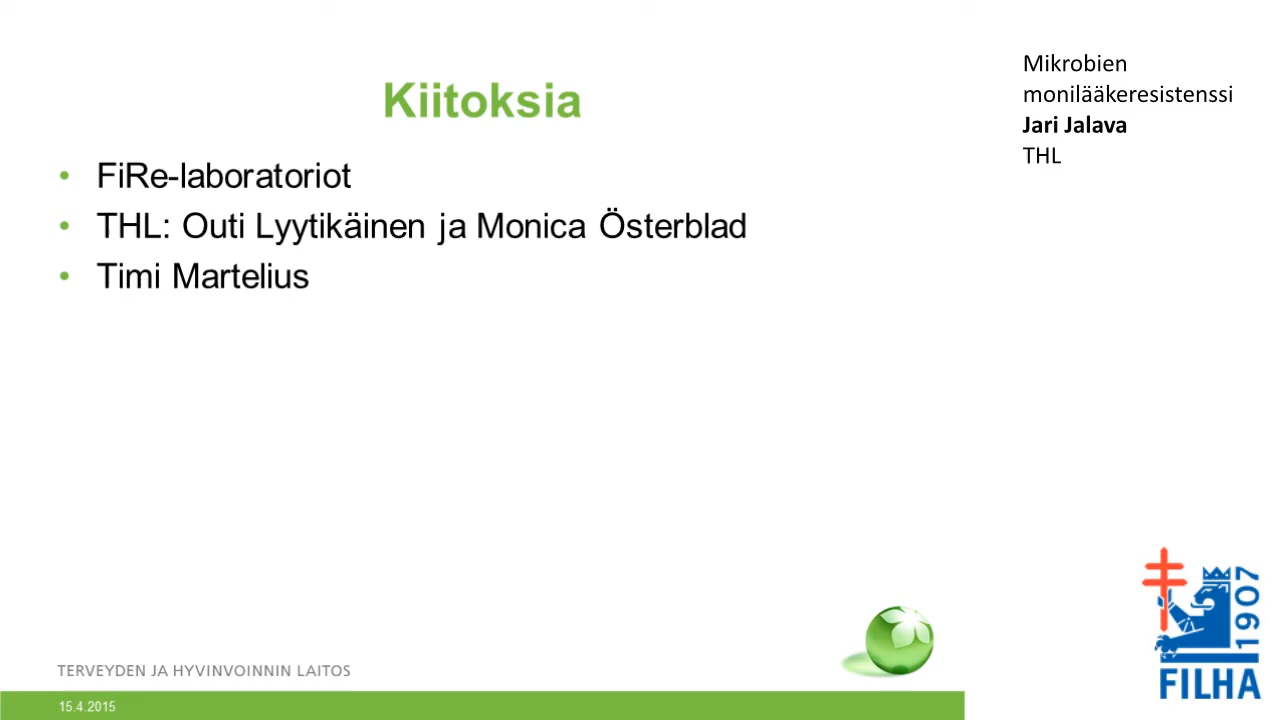 Kiitoksia
• FiRe-laboratoriot
• THL: Outi Lyytikäinen ja Monica Österblad
• Timi Martelius
Mikrobien
monilääkeresistenssi
Jari Jalava
THL
TERVEYDEN JA HYVINVOINNIN LAITOS
15.4.2015
1907
FILHA